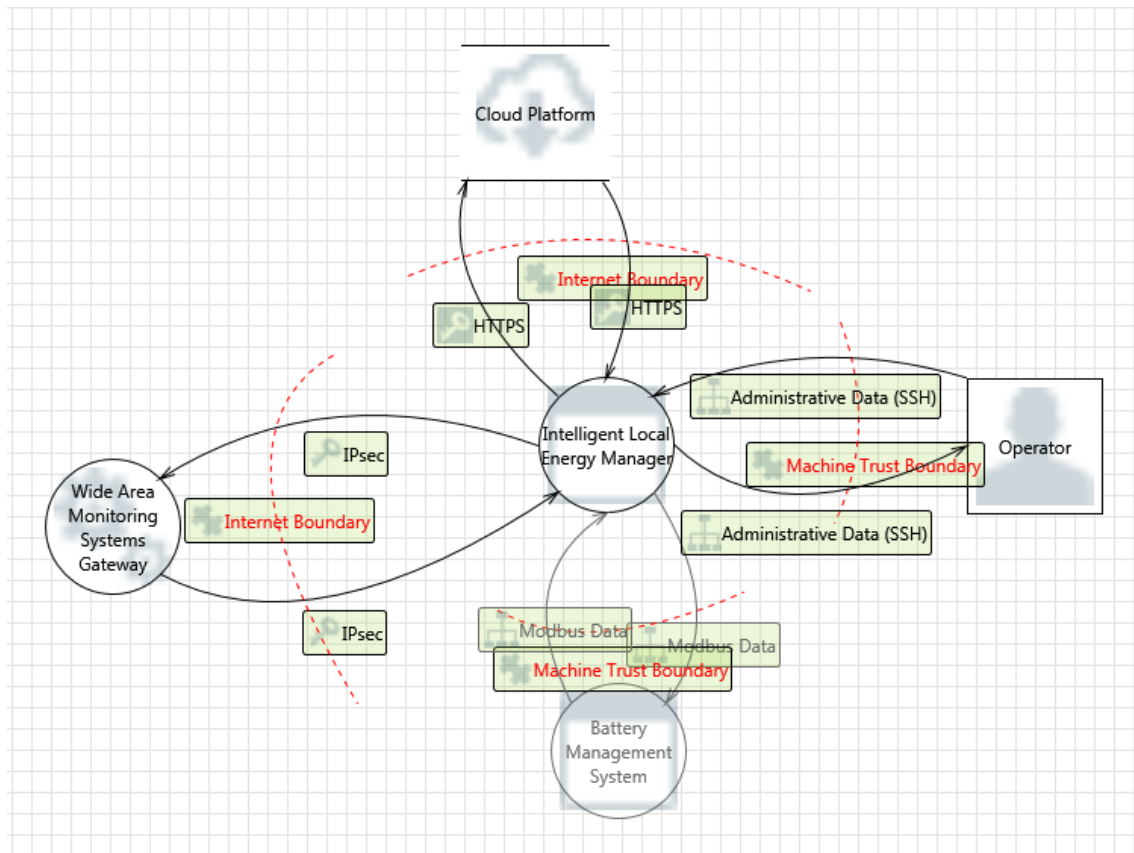 Cloud Platform
Internet Boundary
HTTPS
HTTPS
Administrative Data (SSH)
Intelligent Local
Energy Manager
Operator
IPsec
Machine Trust Boundary
Wide Area
Monitoring
Systems
Gateway
Internet Boundary
Administrative Data (SSH)
IPsec
Modbus Data
Modbus Data
Machine Trust Boundary
Battery
Management
System